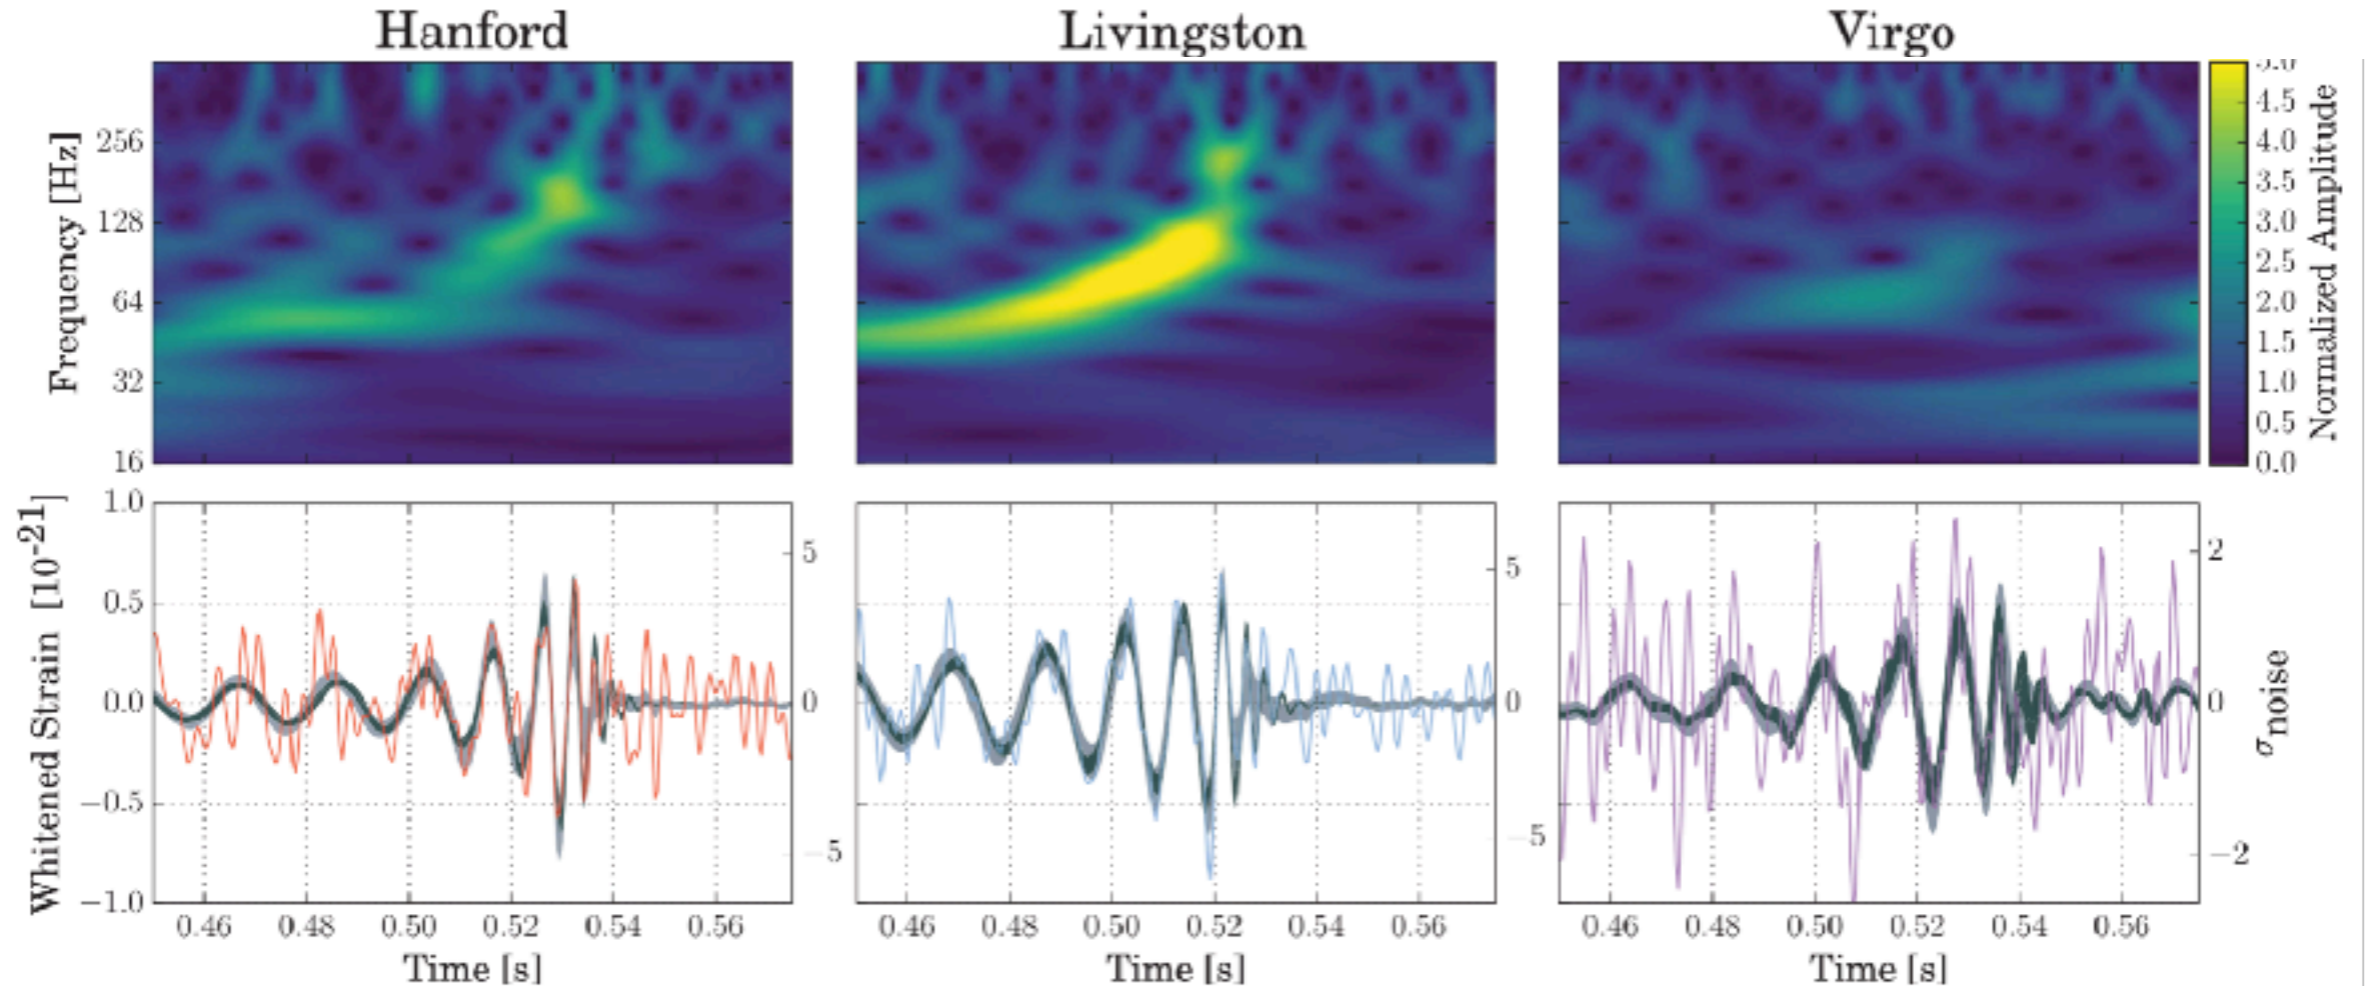 Hanford
Livingston
Virgo
Frequency [Hz]
256
128
64
32
16
4.5
4.0
3.5
3.0
2.5
2.0
1.5
1.0
0.5
0.0
Normalized Amplitude
Whitened Strain [10-21]
1.0
0.5
0.0
−0.5
−1.0
5
0
−5
5
0
−5
2
0
−2
σnoise
0.46 0.48 0.50 0.52 0.54 0.56
0.46 0.48 0.50 0.52 0.54 0.56
0.46 0.48 0.50 0.52 0.54 0.56
Time [s]
Time [s]
Time [s]